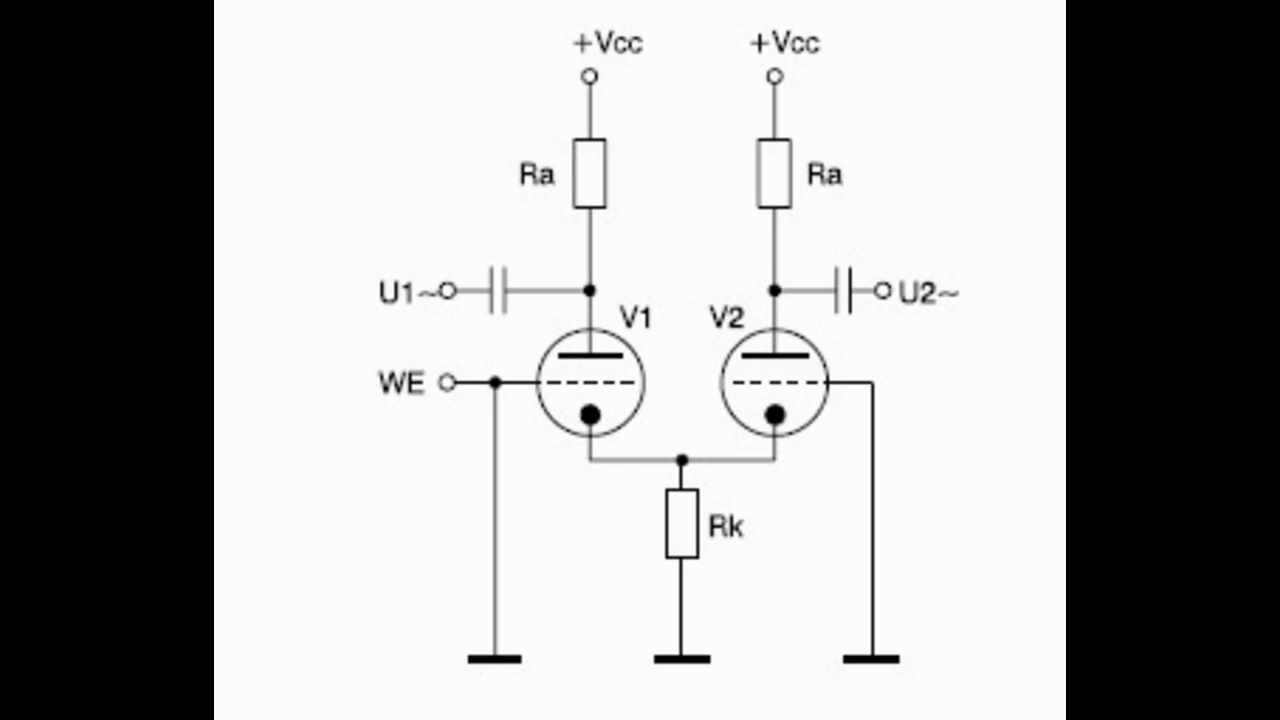 +Vcc +Vcc
Ra Ra
U1~ U2~
V1 V2
WE
Rk